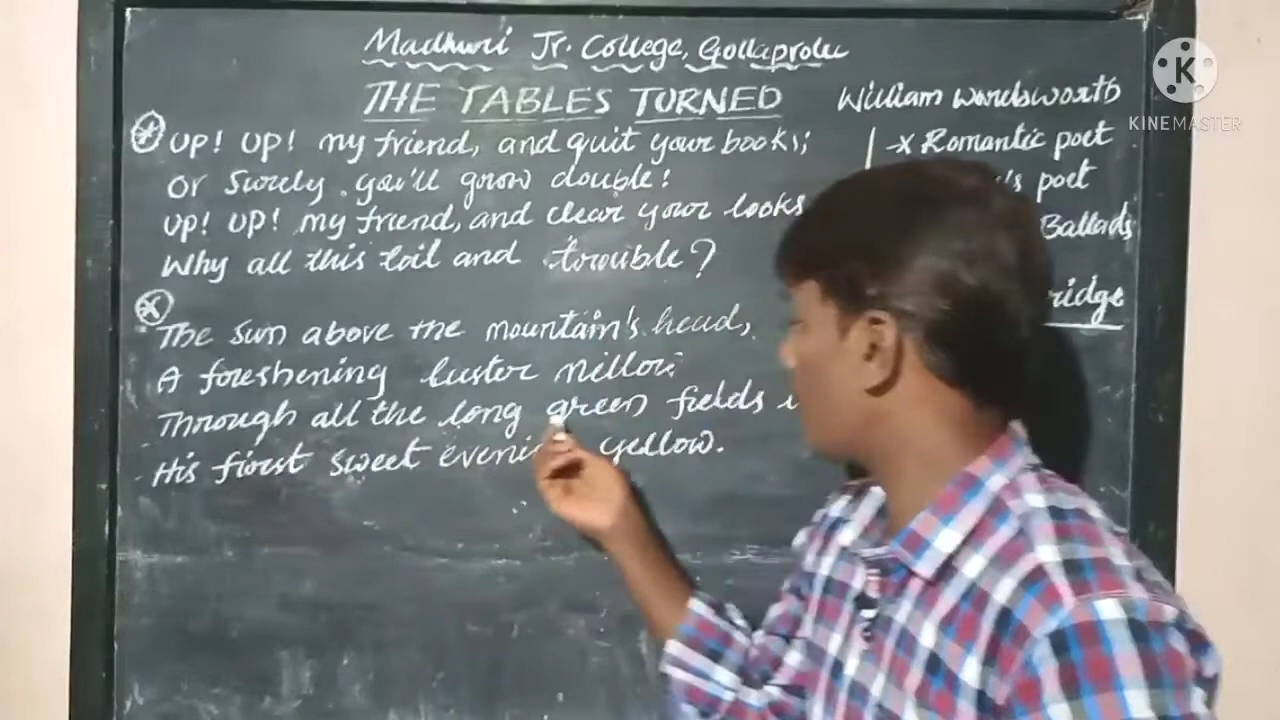 Madhuri Jr. College, Gollaprolu
THE TABLES TURNED
William Wordsworth
Up! Up! my friend, and quit your books;
Or Surely you'll grow double!
Up! Up! my friend, and clear your looks
Why all this toil and trouble?
The Sun above the mountain's head,
A foreshening luster mellow
Through all the long green fields
His first sweet evening yellow.
-x Romantic poet
's poet
Ballads
ridge
K
KINEMASTER